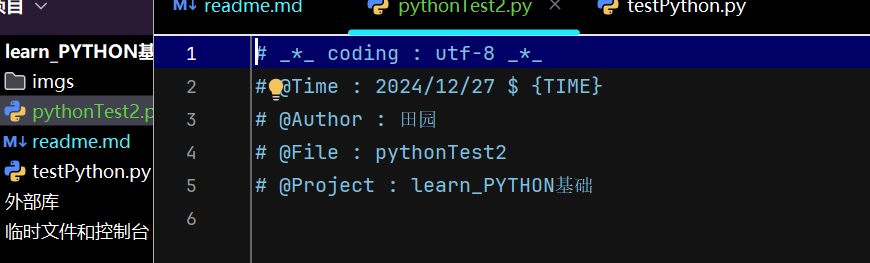 项目
readme.md
pythonTest2.py
testPython.py
learn_PYTHON基
imgs
pythonTest2.p
readme.md
testPython.py
外部库
临时文件和控制台
1 # _*_ coding : utf-8 _*_
2 # @Time : 2024/12/27 $ {TIME}
3 # @Author : 田园
4 # @File : pythonTest2
5 # @Project : learn_PYTHON基础
6